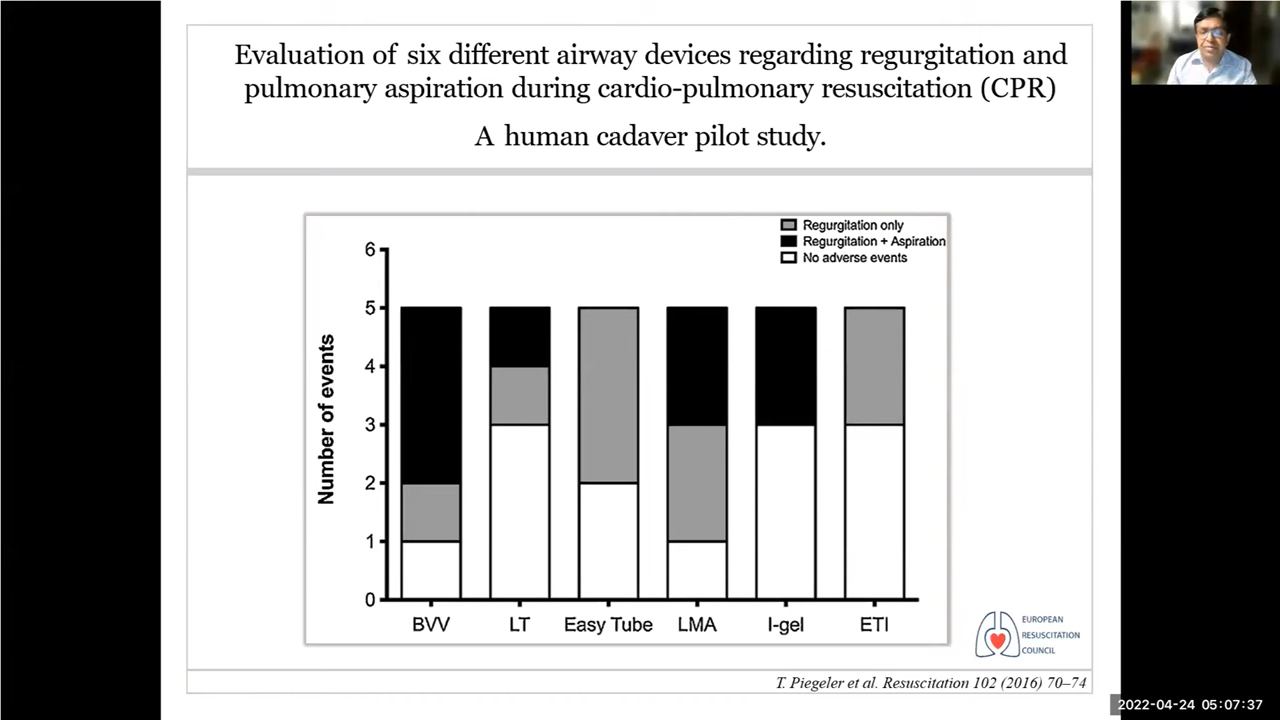 Evaluation of six different airway devices regarding regurgitation and
pulmonary aspiration during cardio-pulmonary resuscitation (CPR)
A human cadaver pilot study.
Regurgitation only
Regurgitation + Aspiration
No adverse events
Number of events
6
5
4
3
2
1
0
BVV LT Easy Tube LMA I-gel ETI
EUROPEAN
RESUSCITATION
COUNCIL
T. Piegeler et al. Resuscitation 102 (2016) 70–74
2022-04-24 05:07:37